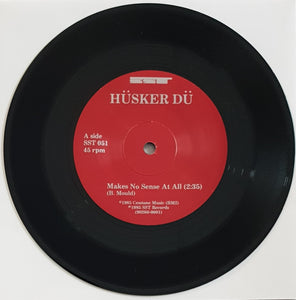 SST
HÜSKER DÜ
A side
SST 051
45 rpm
Makes No Sense At All (2:35)
(B. Mould)
℗1985 Cesstone Music (BMI)
©1985 SST Records